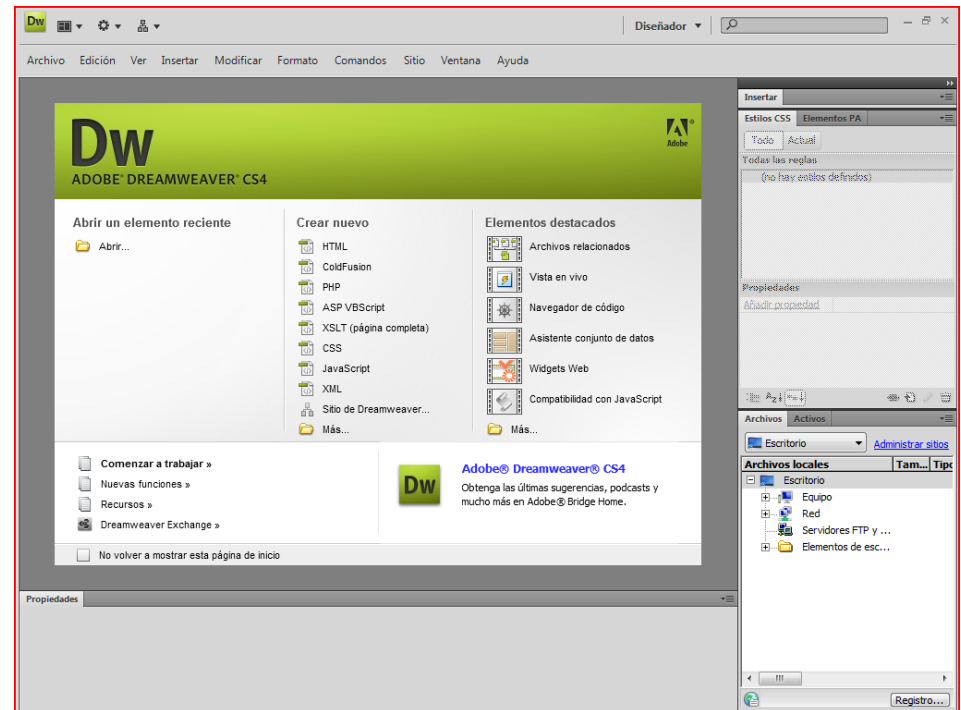 Dw
Diseñador
Archivo Edición Ver Insertar Modificar Formato Comandos Sitio Ventana Ayuda
Dw
ADOBE® DREAMWEAVER® CS4
Adobe®
Abrir un elemento reciente
Abrir...
Crear nuevo
HTML
ColdFusion
PHP
ASP VBScript
XSLT (página completa)
CSS
JavaScript
XML
Sitio de Dreamweaver...
Más...
Elementos destacados
Archivos relacionados
Vista en vivo
Navegador de código
Asistente conjunto de datos
Widgets Web
Compatibilidad con JavaScript
Más...
Comenzar a trabajar »
Nuevas funciones »
Recursos »
Dreamweaver Exchange »
Dw
Adobe® Dreamweaver® CS4
Obtenga las últimas sugerencias, podcasts y
mucho más en Adobe® Bridge Home.
No volver a mostrar esta página de inicio
Propiedades
Insertar
Estilos CSS Elementos PA
Todo Actual
Todas las reglas
(no hay estilos definidos)
Propiedades
Añadir propiedad
Archivos Activos
Escritorio Administrar sitios
Archivos locales Tam... Tipo
Escritorio
Equipo
Red
Servidores FTP y ...
Elementos de esc...
Registro...